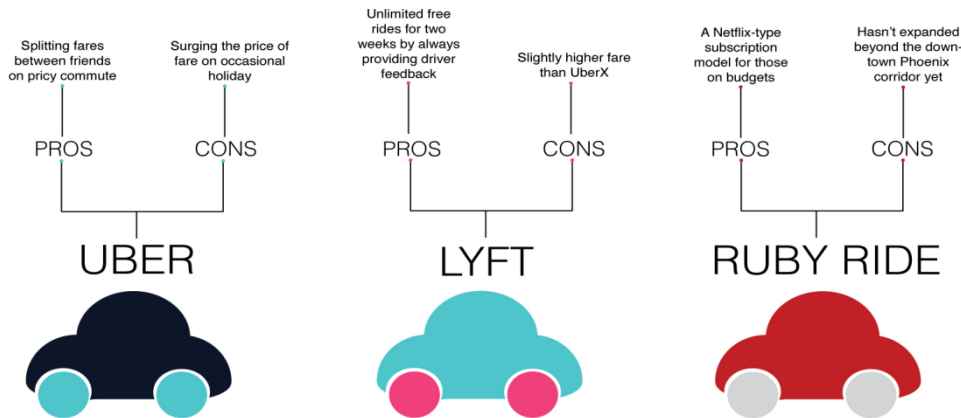 Splitting fares
between friends
on pricy commute
Surging the price of
fare on occasional
holiday
PROS
CONS
UBER
Unlimited free
rides for two
weeks by always
providing driver
feedback
Slightly higher fare
than UberX
PROS
CONS
LYFT
A Netflix-type
subscription
model for those
on budgets
Hasn't expanded
beyond the down-
town Phoenix
corridor yet
PROS
CONS
RUBY RIDE